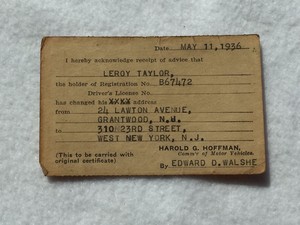 Date MAY 11, 1936
I hereby acknowledge receipt of advice that
LEROY TAYLOR,
the holder of Registration No. B67472
Driver's License No.
has changed his XXXX address
from 24 LAWTON AVENUE,
GRANTWOOD, N.J.
to 310 23RD STREET,
WEST NEW YORK, N.J.
HAROLD G. HOFFMAN,
Commr of Motor Vehicles.
(This to be carried with
original certificate)
By EDWARD D. WALSHE